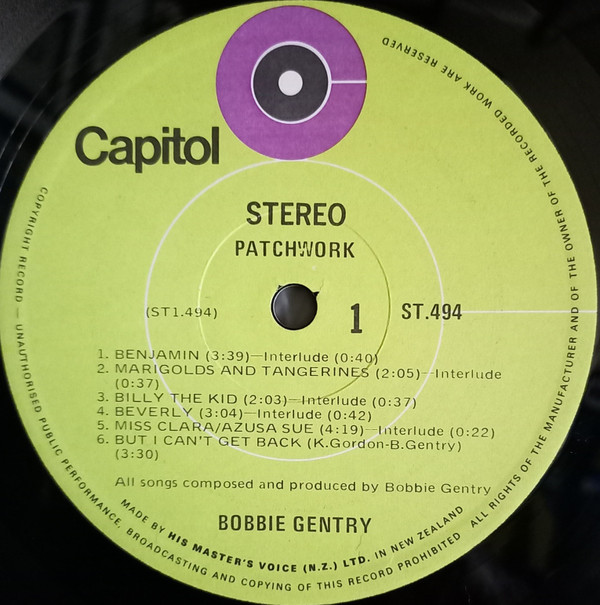 Capitol
STEREO
PATCHWORK
(ST1.494)
1
ST.494
1. BENJAMIN (3:39)—Interlude (0:40)
2. MARIGOLDS AND TANGERINES (2:05)—Interlude
(0:37)
3. BILLY THE KID (2:03)—Interlude (0:37)
4. BEVERLY (3:04)—Interlude (0:42)
5. MISS CLARA/AZUSA SUE (4:19)—Interlude (0:22)
6. BUT I CAN'T GET BACK (K.Gordon-B.Gentry)
(3:30)
All songs composed and produced by Bobbie Gentry
BOBBIE GENTRY
MADE BY HIS MASTER'S VOICE (N.Z.) LTD. IN NEW ZEALAND
COPYRIGHT RECORD — UNAUTHORISED PUBLIC PERFORMANCE, BROADCASTING AND COPYING OF THIS RECORD PROHIBITED ALL RIGHTS OF THE MANUFACTURER AND OF THE OWNER OF THE RECORDED WORK ARE RESERVED